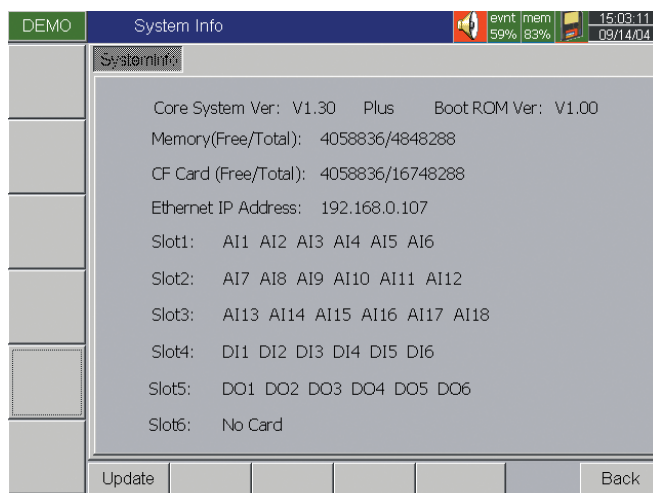 DEMO System Info evnt mem 15:03:11
59% 83% 09/14/04
Systeminfo
Core System Ver: V1.30 Plus Boot ROM Ver: V1.00
Memory(Free/Total): 4058836/4848288
CF Card (Free/Total): 4058836/16748288
Ethernet IP Address: 192.168.0.107
Slot1: AI1 AI2 AI3 AI4 AI5 AI6
Slot2: AI7 AI8 AI9 AI10 AI11 AI12
Slot3: AI13 AI14 AI15 AI16 AI17 AI18
Slot4: DI1 DI2 DI3 DI4 DI5 DI6
Slot5: DO1 DO2 DO3 DO4 DO5 DO6
Slot6: No Card
Update Back